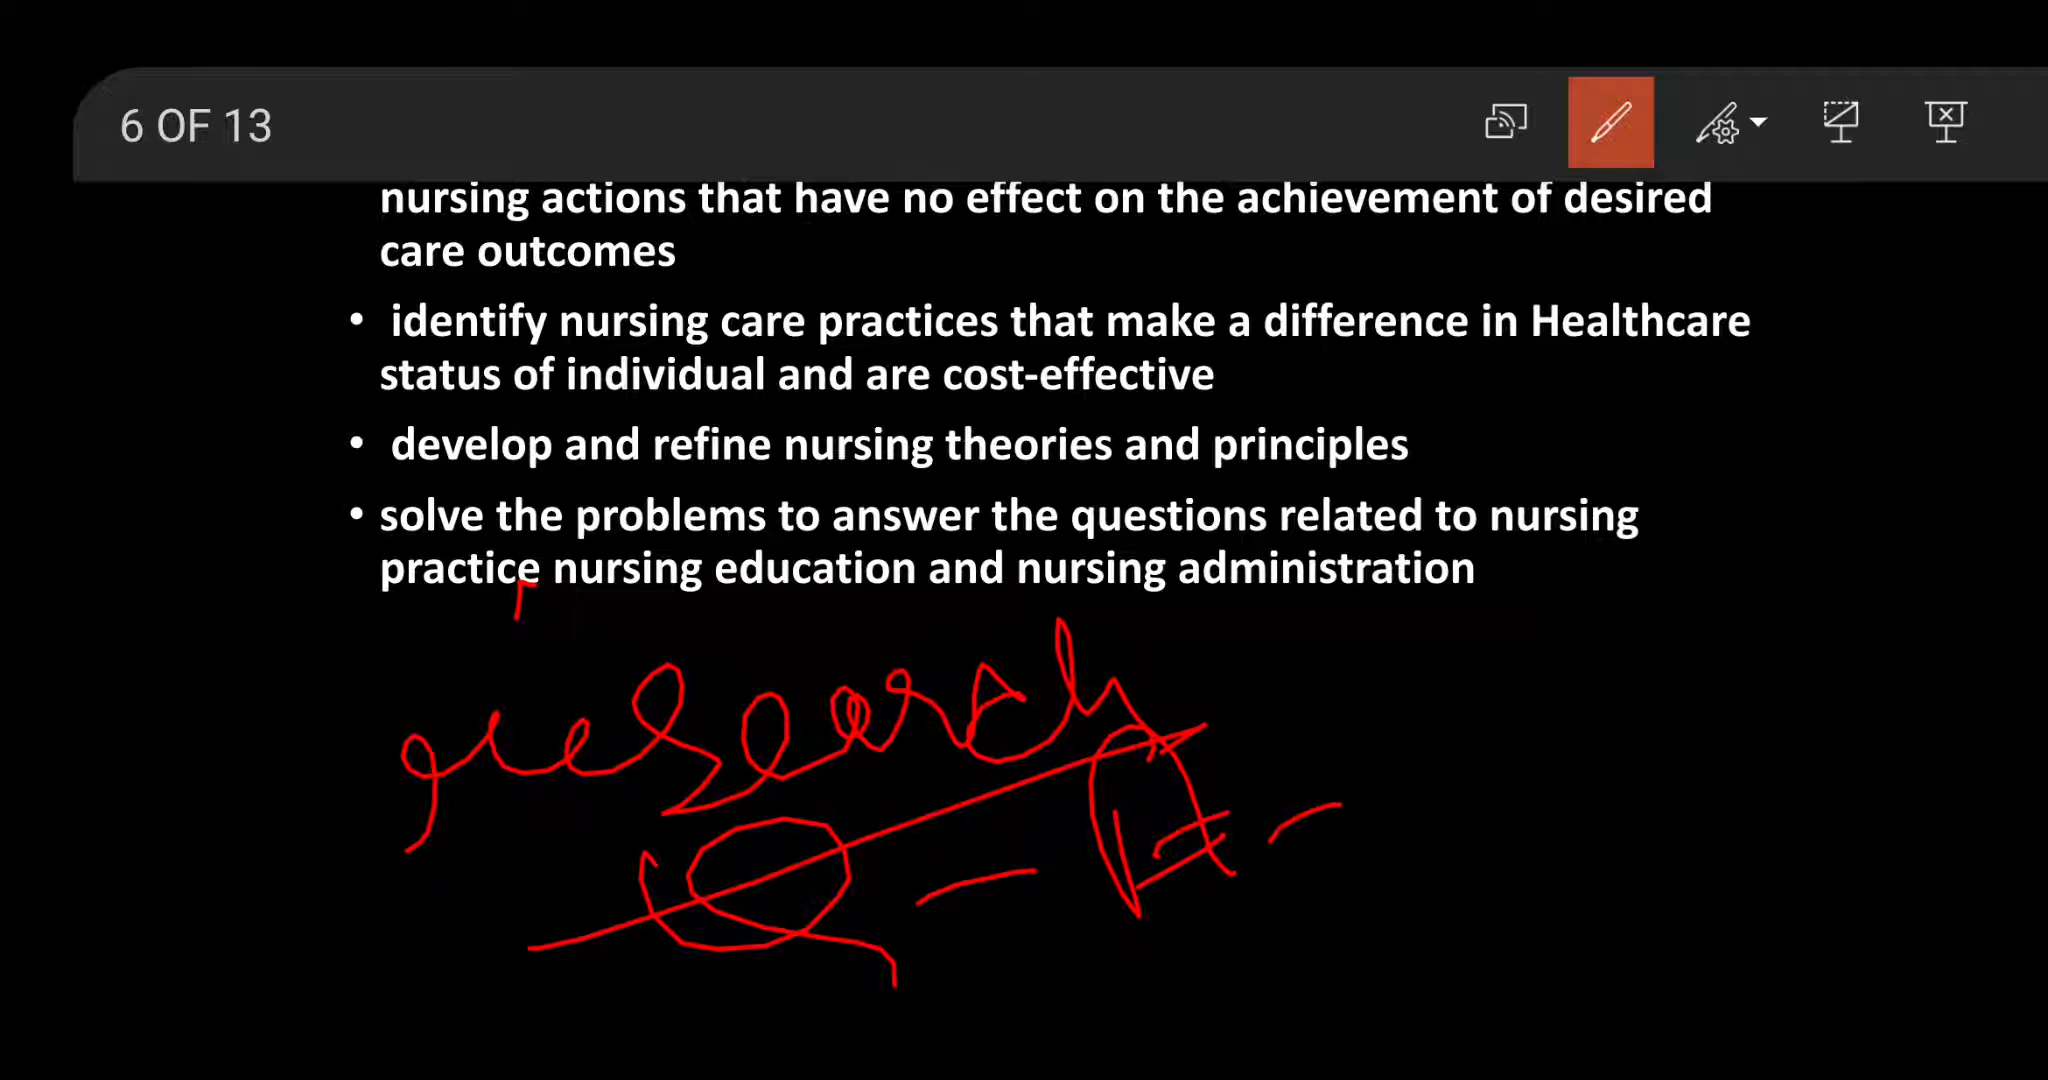 6 OF 13
nursing actions that have no effect on the achievement of desired
care outcomes
• identify nursing care practices that make a difference in Healthcare
status of individual and are cost-effective
• develop and refine nursing theories and principles
• solve the problems to answer the questions related to nursing
practice nursing education and nursing administration
research